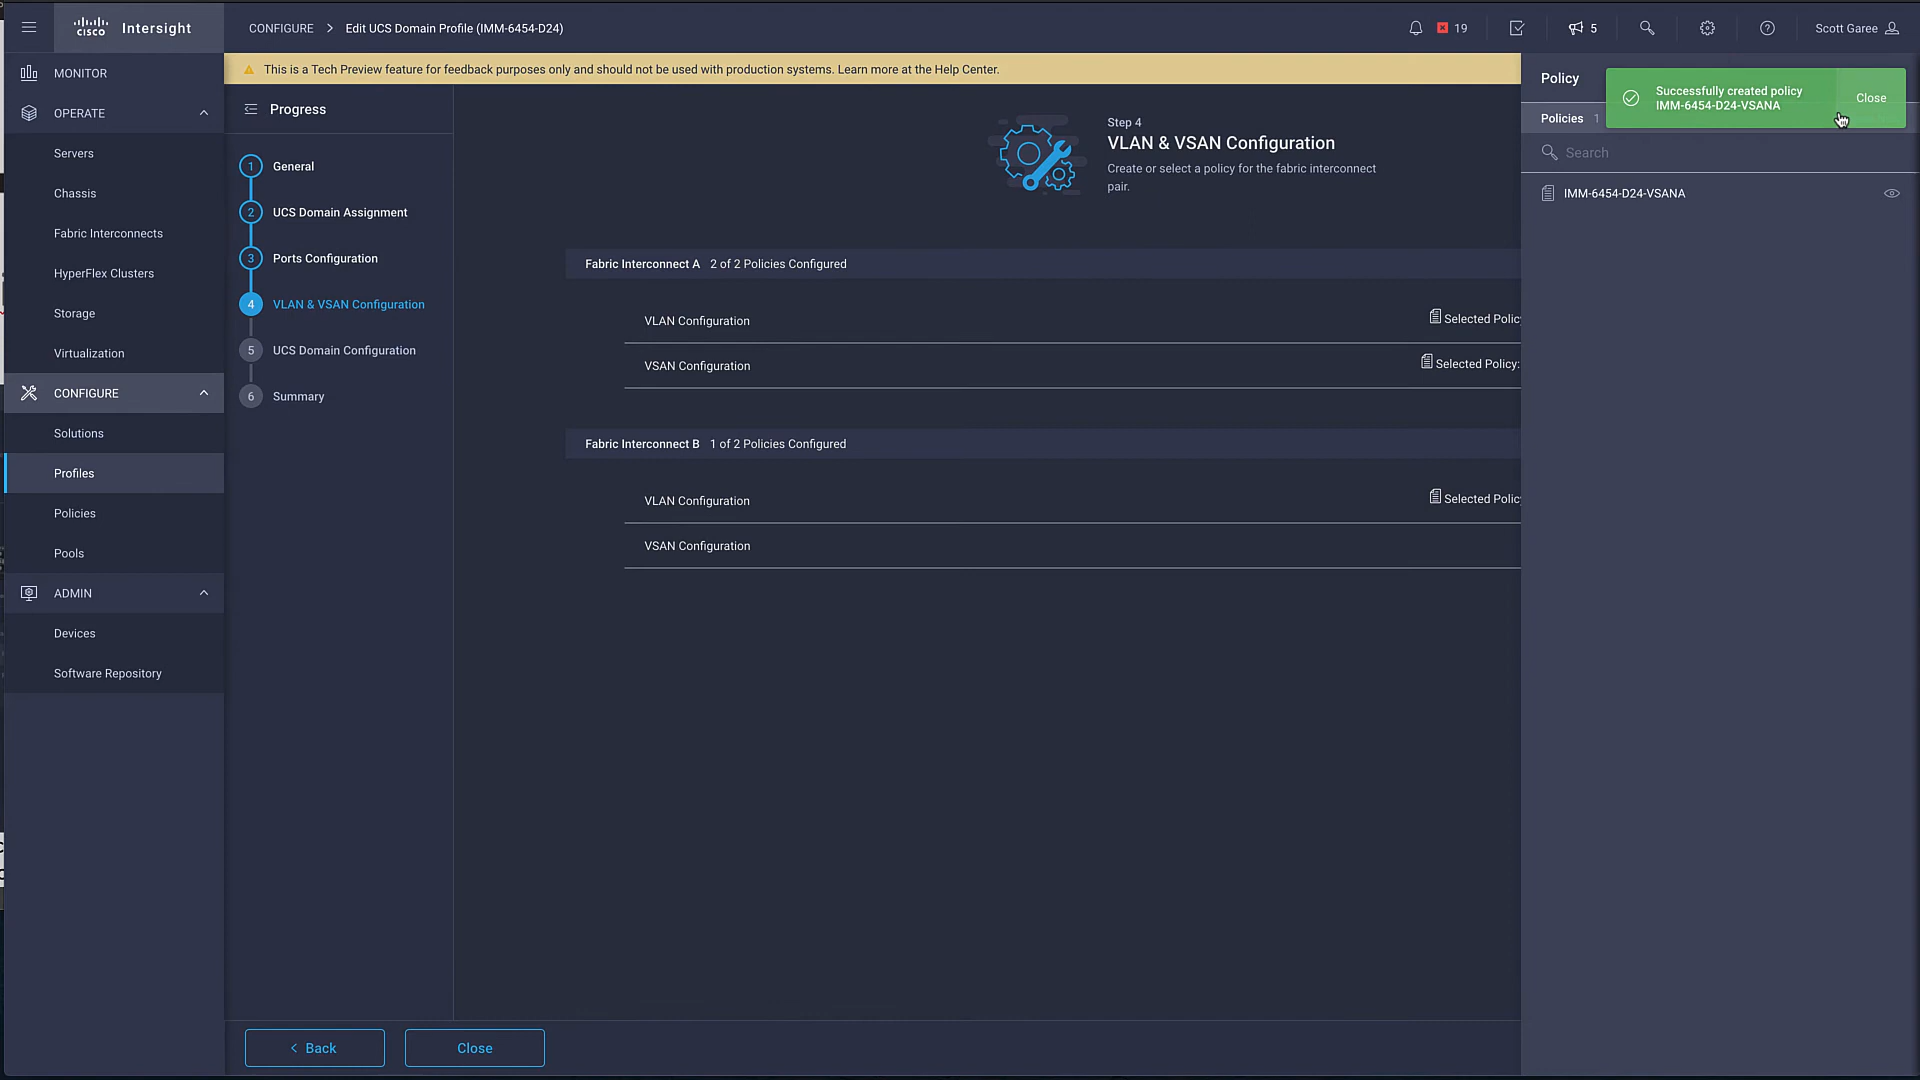 cisco Intersight
CONFIGURE > Edit UCS Domain Profile (IMM-6454-D24)
19
5
Scott Garee
MONITOR
OPERATE
Servers
Chassis
Fabric Interconnects
HyperFlex Clusters
Storage
Virtualization
CONFIGURE
Solutions
Profiles
Policies
Pools
ADMIN
Devices
Software Repository
This is a Tech Preview feature for feedback purposes only and should not be used with production systems. Learn more at the Help Center.
Progress
1 General
2 UCS Domain Assignment
3 Ports Configuration
4 VLAN & VSAN Configuration
5 UCS Domain Configuration
6 Summary
Step 4
VLAN & VSAN Configuration
Create or select a policy for the fabric interconnect
pair.
Fabric Interconnect A 2 of 2 Policies Configured
VLAN Configuration Selected Polic
VSAN Configuration Selected Policy:
Fabric Interconnect B 1 of 2 Policies Configured
VLAN Configuration Selected Polic
VSAN Configuration
< Back
Close
Policy
Successfully created policy
IMM-6454-D24-VSANA
Close
Policies 1
Search
IMM-6454-D24-VSANA